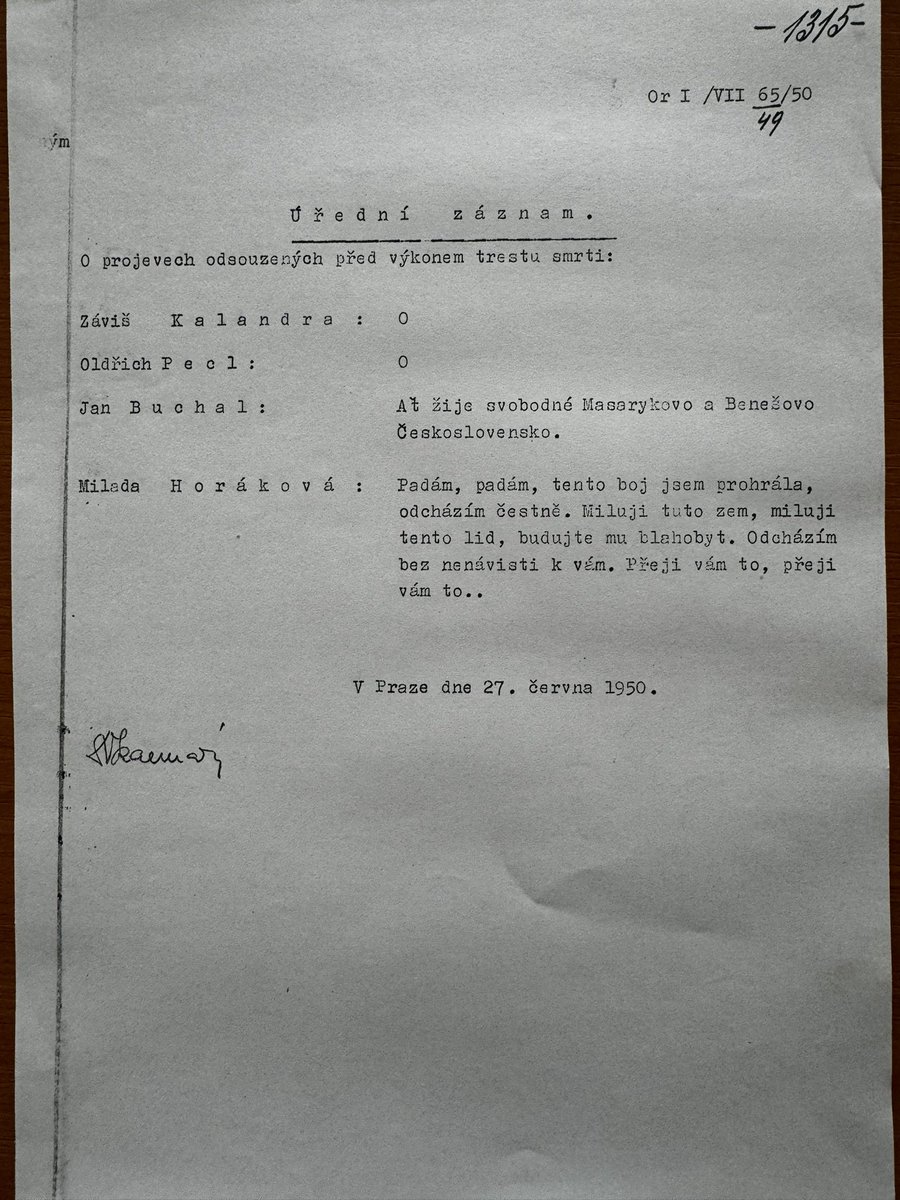 -1315-
Or I /VII 65/50
49
ým
Úřední záznam.
O projevech odsouzených před výkonem trestu smrti:
Záviš Kalandra: O
Oldřich Pecl: O
Jan Buchal: Ať žije svobodné Masarykovo a Benešovo
Československo.
Milada Horáková: Padám, padám, tento boj jsem prohrála,
odcházím čestně. Miluji tuto zem, miluji
tento lid, budujte mu blahobyt. Odcházím
bez nenávisti k vám. Přeji vám to, přeji
vám to..
V Praze dne 27. června 1950.